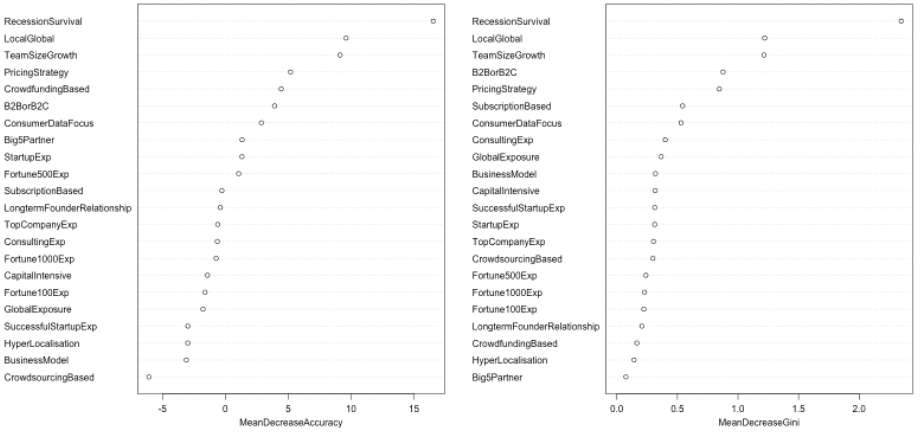 RecessionSurvival
LocalGlobal
TeamSizeGrowth
PricingStrategy
CrowdfundingBased
B2BorB2C
ConsumerDataFocus
Big5Partner
StartupExp
Fortune500Exp
SubscriptionBased
LongtermFounderRelationship
TopCompanyExp
ConsultingExp
Fortune1000Exp
CapitalIntensive
Fortune100Exp
GlobalExposure
SuccessfulStartupExp
HyperLocalisation
BusinessModel
CrowdsourcingBased
-5 0 5 10 15
MeanDecreaseAccuracy
RecessionSurvival
LocalGlobal
TeamSizeGrowth
B2BorB2C
PricingStrategy
SubscriptionBased
ConsumerDataFocus
ConsultingExp
GlobalExposure
BusinessModel
CapitalIntensive
SuccessfulStartupExp
StartupExp
TopCompanyExp
CrowdsourcingBased
Fortune500Exp
Fortune1000Exp
Fortune100Exp
LongtermFounderRelationship
CrowdfundingBased
HyperLocalisation
Big5Partner
0.0 0.5 1.0 1.5 2.0
MeanDecreaseGini